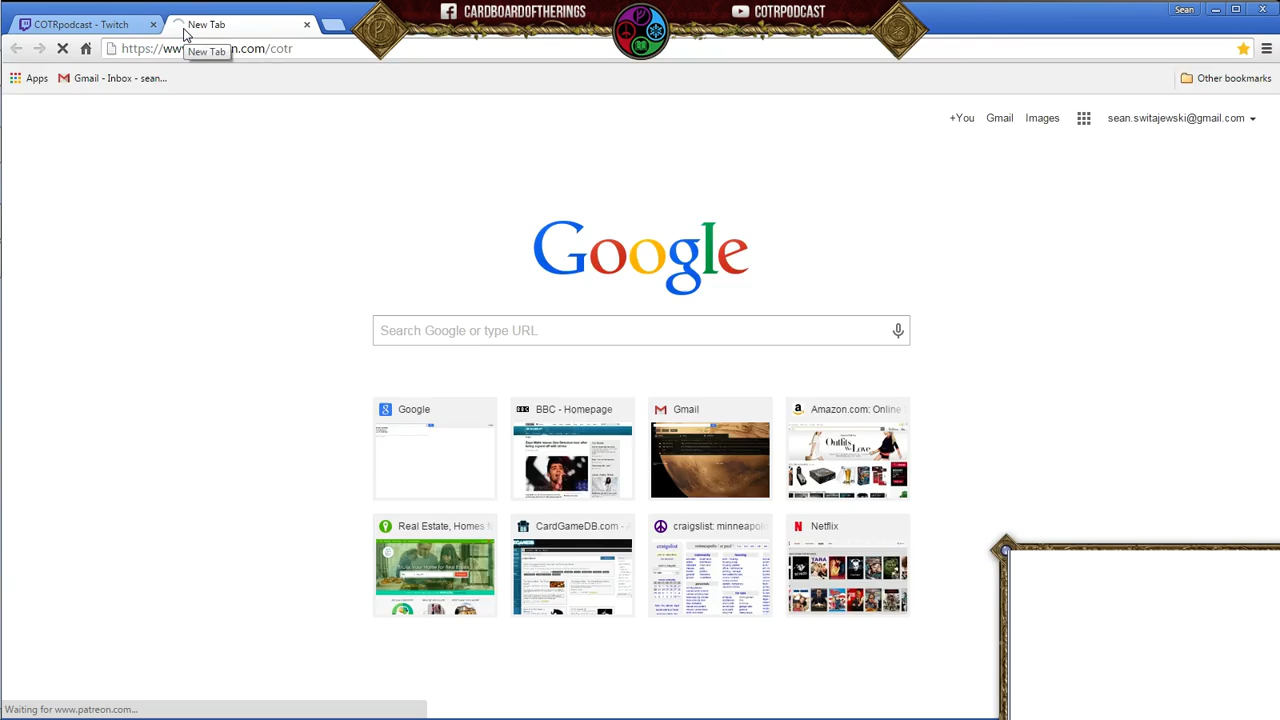 COTRpodcast - Twitch
New Tab
CARDBOARDOFTHERINGS
COTRPODCAST
Sean
https://www. n.com/cotr
New Tab
Apps
Gmail - Inbox - sean...
Other bookmarks
+You Gmail Images sean.switajewski@gmail.com
Google
Search Google or type URL
Google
BBC - Homepage
Gmail
Amazon.com: Online
Real Estate, Homes f
CardGameDB.com -
craigslist: minneapol
Netflix
Waiting for www.patreon.com...